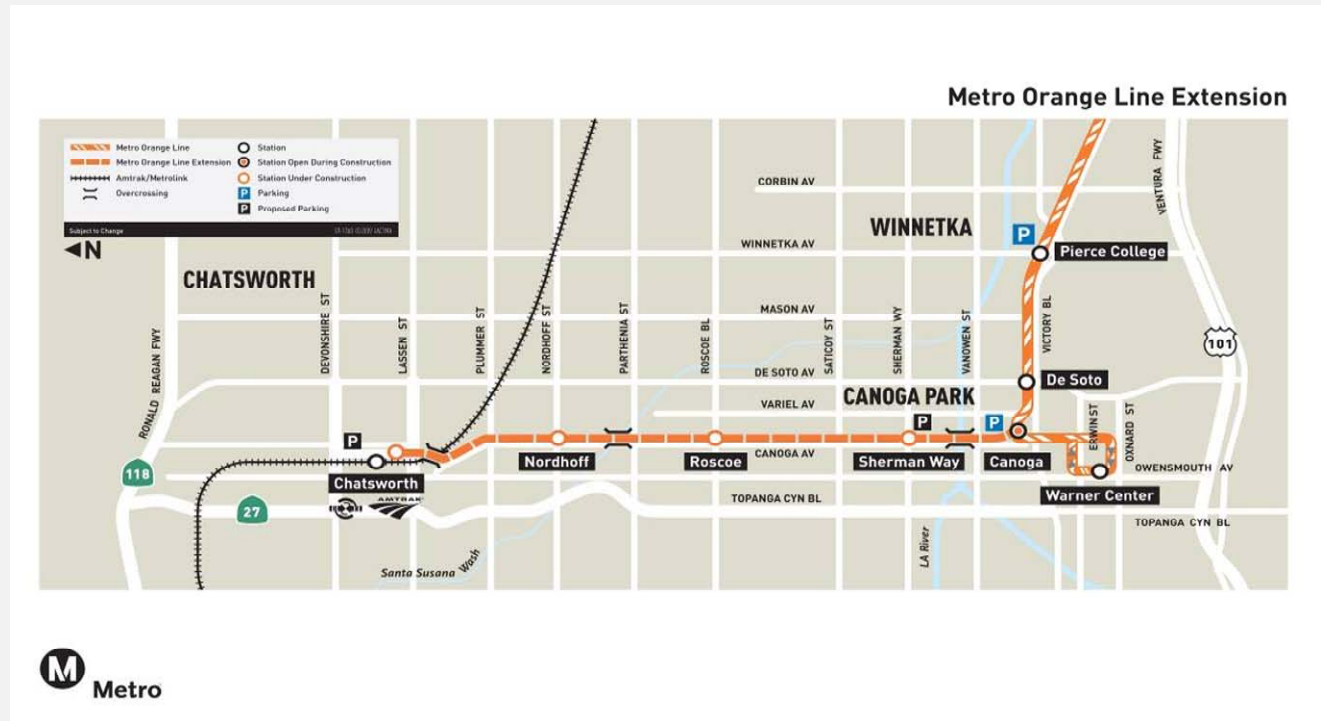 Metro Orange Line Extension
Metro Orange Line
Metro Orange Line Extension
Amtrak/Metrolink
Overcrossing
Station
Station Open During Construction
Station Under Construction
P Parking
P Proposed Parking
Subject to Change
N
CHATSWORTH
WINNETKA
CANOGA PARK
CORBIN AV
WINNETKA AV
MASON AV
DE SOTO AV
VARIEL AV
CANOGA AV
TOPANGA CYN BL
OWENSMOUTH AV
TOPANGA CYN BL
RONALD REAGAN FWY
DEVONSHIRE ST
LASSEN ST
PLUMMER ST
NORDHOFF ST
PARTHENIA ST
ROSCOE BL
SATICOY ST
SHERMAN WY
VANOWEN ST
VICTORY BL
ERWIN ST
OXNARD ST
VENTURA FWY
118
27
101
P
Pierce College
De Soto
P
P
P
Chatsworth
AMTRAK
Nordhoff
Roscoe
Sherman Way
Canoga
Warner Center
Santa Susana Wash
LA River
M
Metro